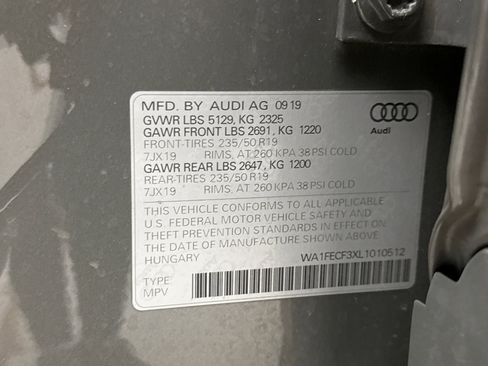 MFD. BY AUDI AG 09 19
GVWR LBS 5129, KG 2325
GAWR FRONT LBS 2691, KG 1220
FRONT-TIRES 235/50 R19
7JX19 RIMS, AT 260 KPA 38 PSI COLD
GAWR REAR LBS 2647, KG 1200
REAR-TIRES 235/50 R19
7JX19 RIMS, AT 260 KPA 38 PSI COLD
THIS VEHICLE CONFORMS TO ALL APPLICABLE
U.S. FEDERAL MOTOR VEHICLE SAFETY AND
THEFT PREVENTION STANDARDS IN EFFECT ON
THE DATE OF MANUFACTURE SHOWN ABOVE
HUNGARY WA1FECF3XL1010512
TYPE
MPV
Audi